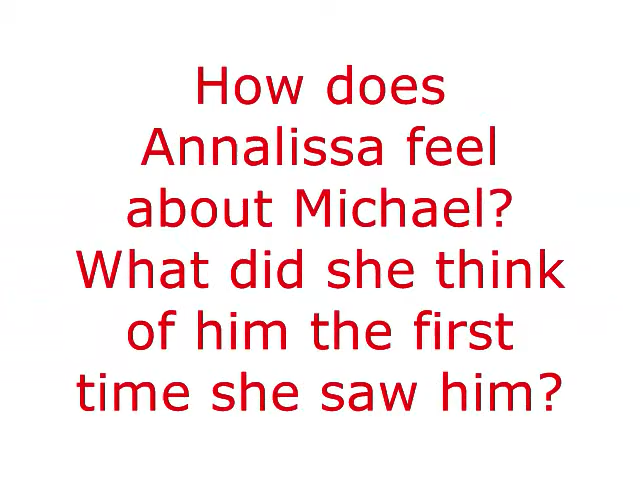 How does
Annalissa feel
about Michael?
What did she think
of him the first
time she saw him?